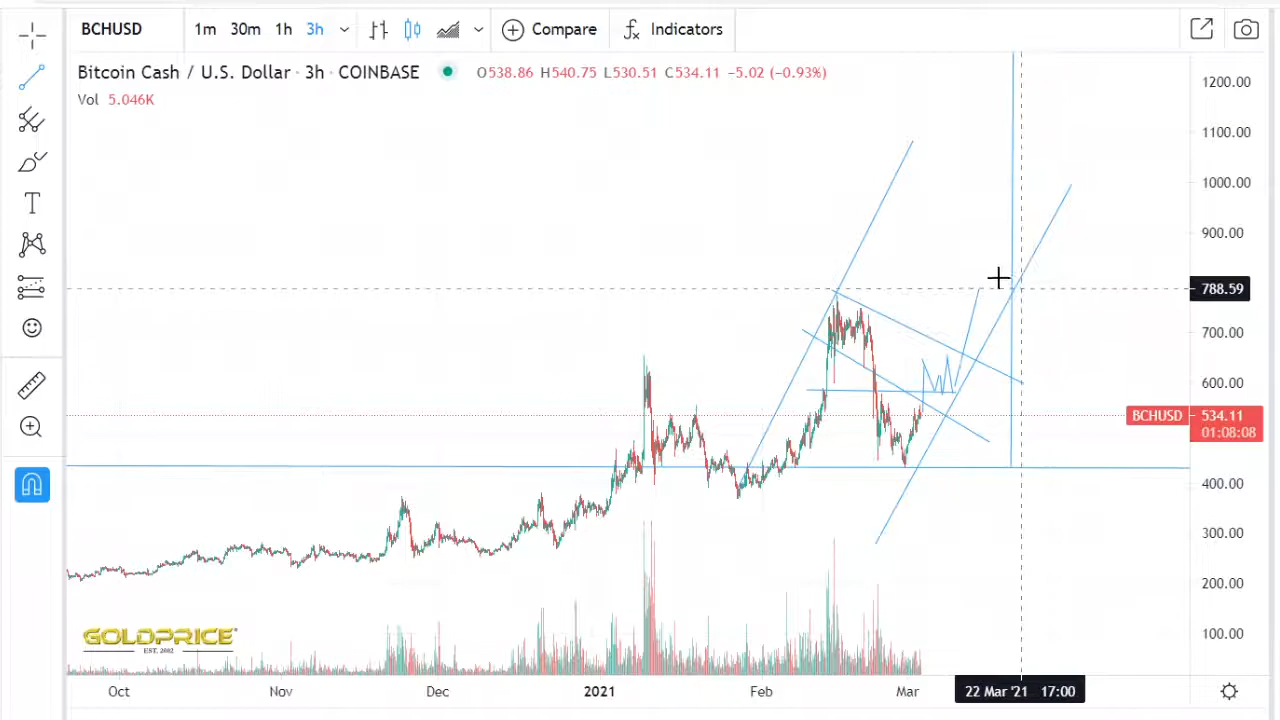 BCHUSD 1m 30m 1h 3h Compare Indicators
Bitcoin Cash / U.S. Dollar · 3h · COINBASE O538.86 H540.75 L530.51 C534.11 −5.02 (−0.93%)
Vol 5.046K
1200.00
1100.00
1000.00
900.00
788.59
700.00
600.00
BCHUSD 534.11
01:08:08
400.00
300.00
200.00
100.00
GOLDPRICE
EST. 2002
Oct Nov Dec 2021 Feb Mar 22 Mar '21 17:00